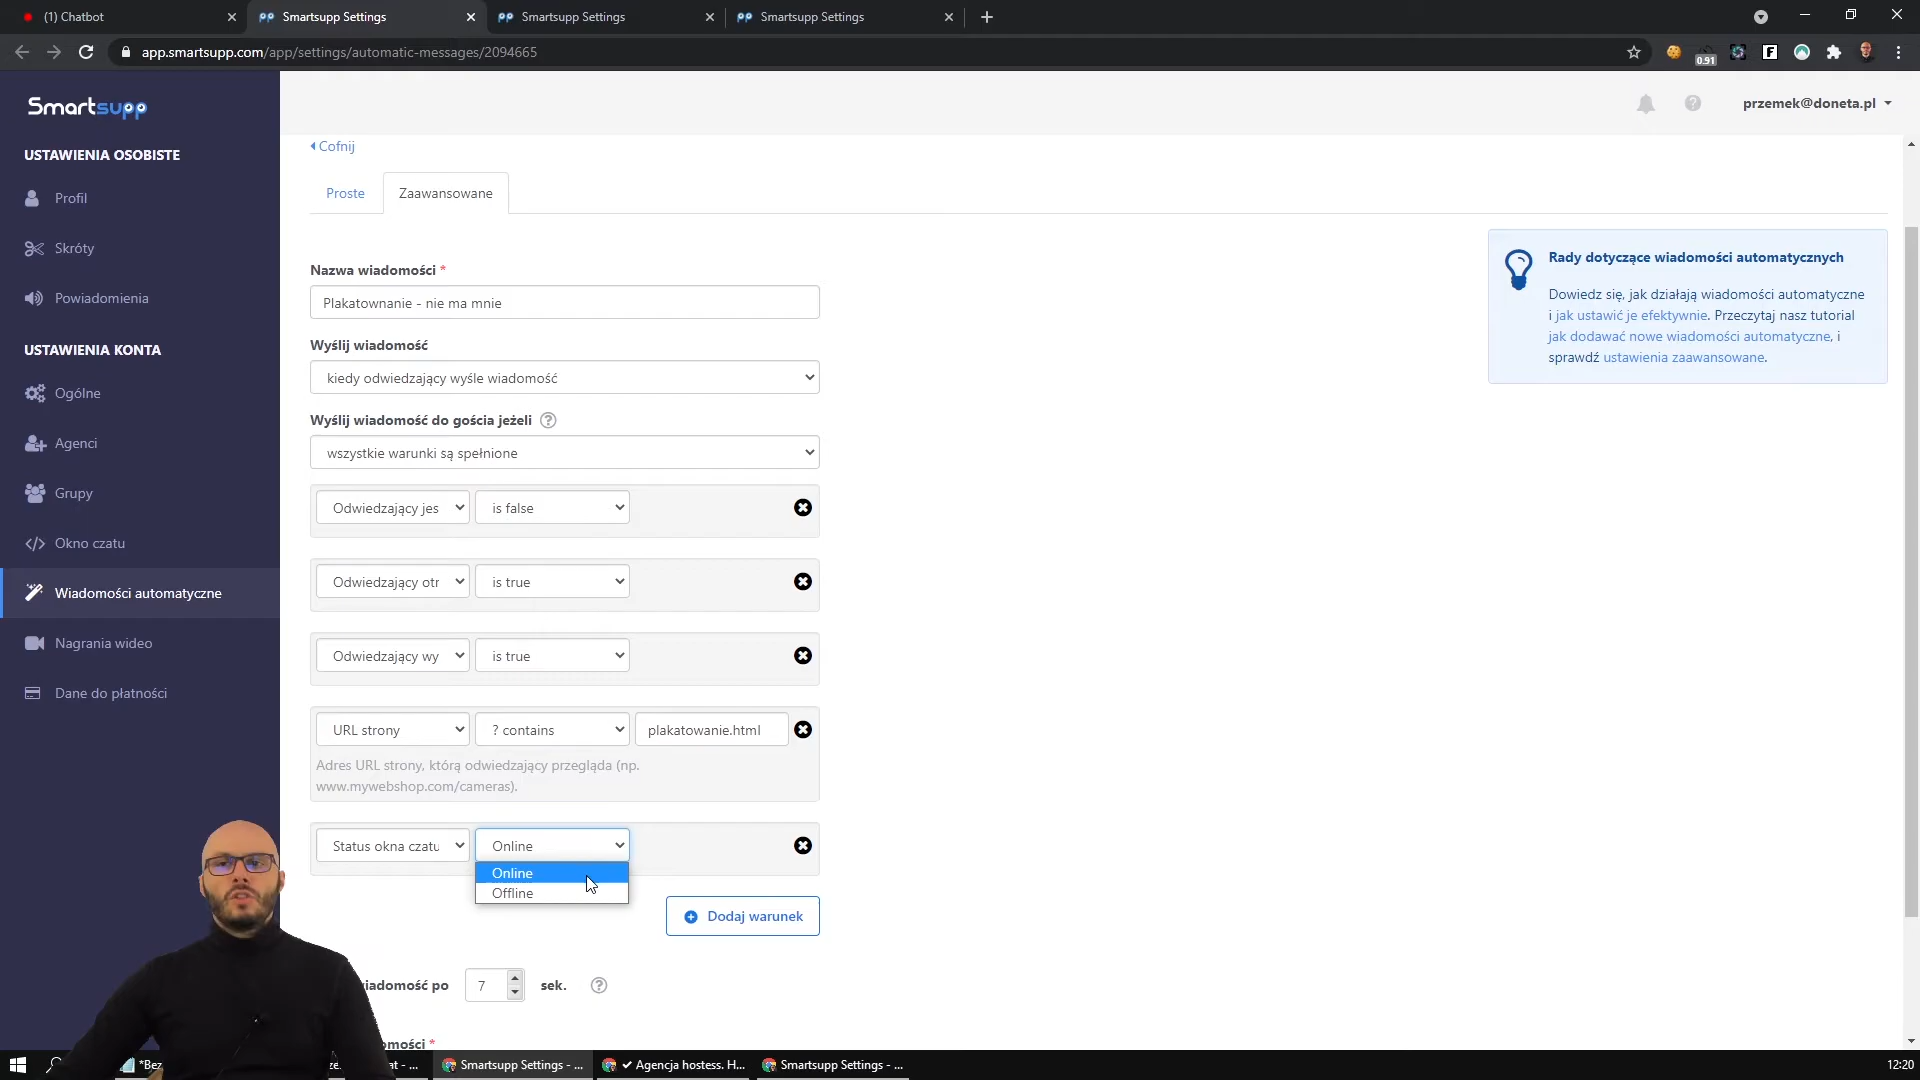 (1) Chatbot
Smartsupp Settings
Smartsupp Settings
Smartsupp Settings
app.smartsupp.com/app/settings/automatic-messages/2094665
0.91
F
Smartsupp
przemek@doneta.pl
USTAWIENIA OSOBISTE
Profil
Skróty
Powiadomienia
USTAWIENIA KONTA
Ogólne
Agenci
Grupy
Okno czatu
Wiadomości automatyczne
Nagrania wideo
Dane do płatności
Cofnij
Proste
Zaawansowane
Nazwa wiadomości *
Plakatownanie - nie ma mnie
Wyślij wiadomość
kiedy odwiedzający wyśle wiadomość
Wyślij wiadomość do gościa jeżeli ?
wszystkie warunki są spełnione
Odwiedzający jes is false
Odwiedzający otr is true
Odwiedzający wy is true
URL strony ? contains plakatowanie.html
Adres URL strony, którą odwiedzający przegląda (np.
www.mywebshop.com/cameras).
Status okna czatu Online
Online
Offline
Dodaj warunek
iadomość po 7 sek. ?
omości *
Rady dotyczące wiadomości automatycznych
Dowiedz się, jak działają wiadomości automatyczne
i jak ustawić je efektywnie. Przeczytaj nasz tutorial
jak dodawać nowe wiadomości automatyczne, i
sprawdź ustawienia zaawansowane.
*Bez
at - ...
Smartsupp Settings - ...
✔ Agencja hostess. H...
Smartsupp Settings - ...
12:20